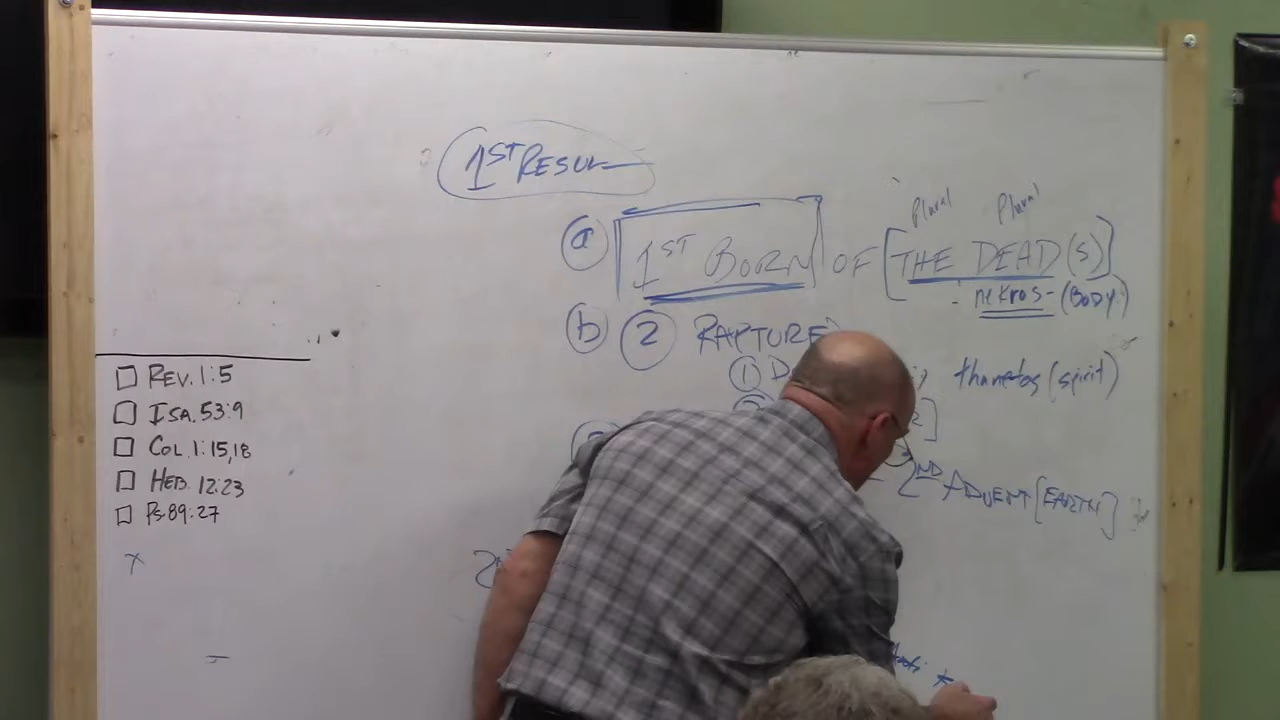 REV. 1:5
ISA. 53:9
COL. 1:15,18
HEB. 12:23
PS. 89:27
X
1ST RESUR
Plural Plural
a 1ST BORN OF [THE DEAD(S)]
nekros - (BODY)
b 2 RAPTURE
1 D thanatos (spirit)
2ND ADVENT [EARTH]